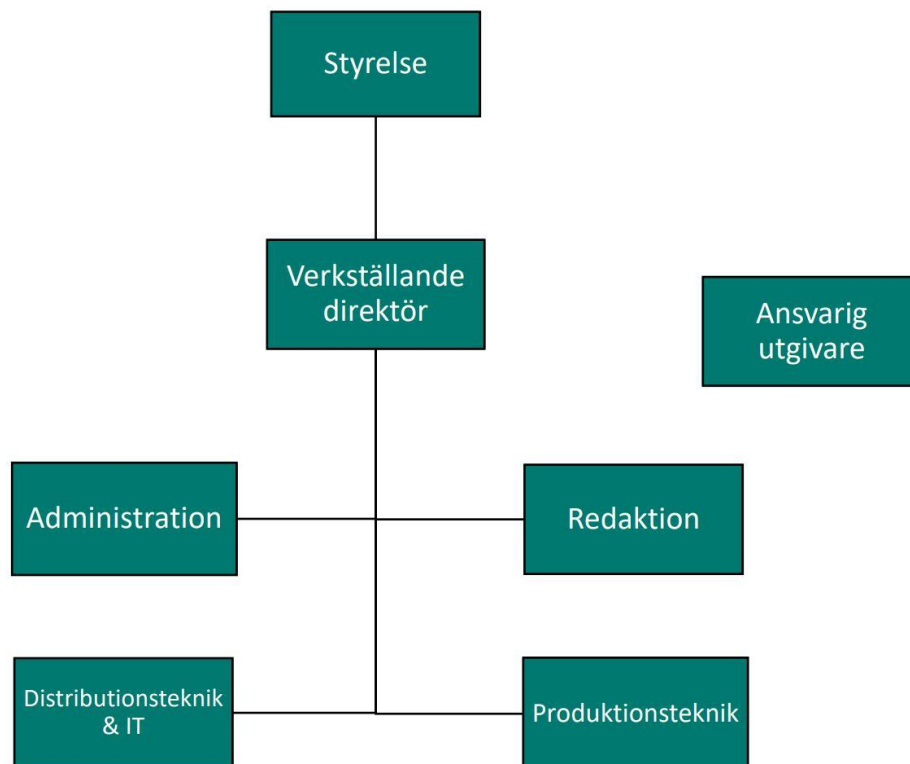 Styrelse
Verkställande
direktör
Ansvarig
utgivare
Administration
Redaktion
Distributionsteknik
& IT
Produktionsteknik